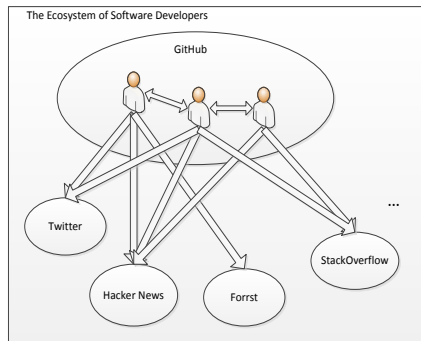 The Ecosystem of Software Developers
GitHub
...
Twitter
StackOverflow
Hacker News
Forrst